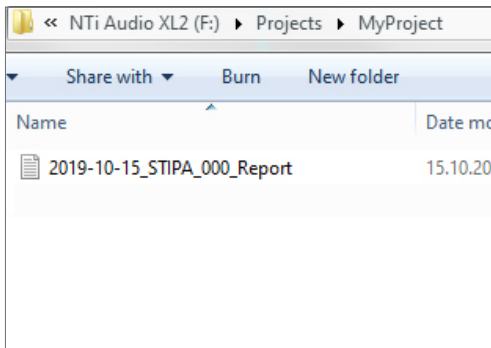 « NTi Audio XL2 (F:) ▸ Projects ▸ MyProject
Share with ▾ Burn New folder
Name Date mo
2019-10-15_STIPA_000_Report 15.10.20